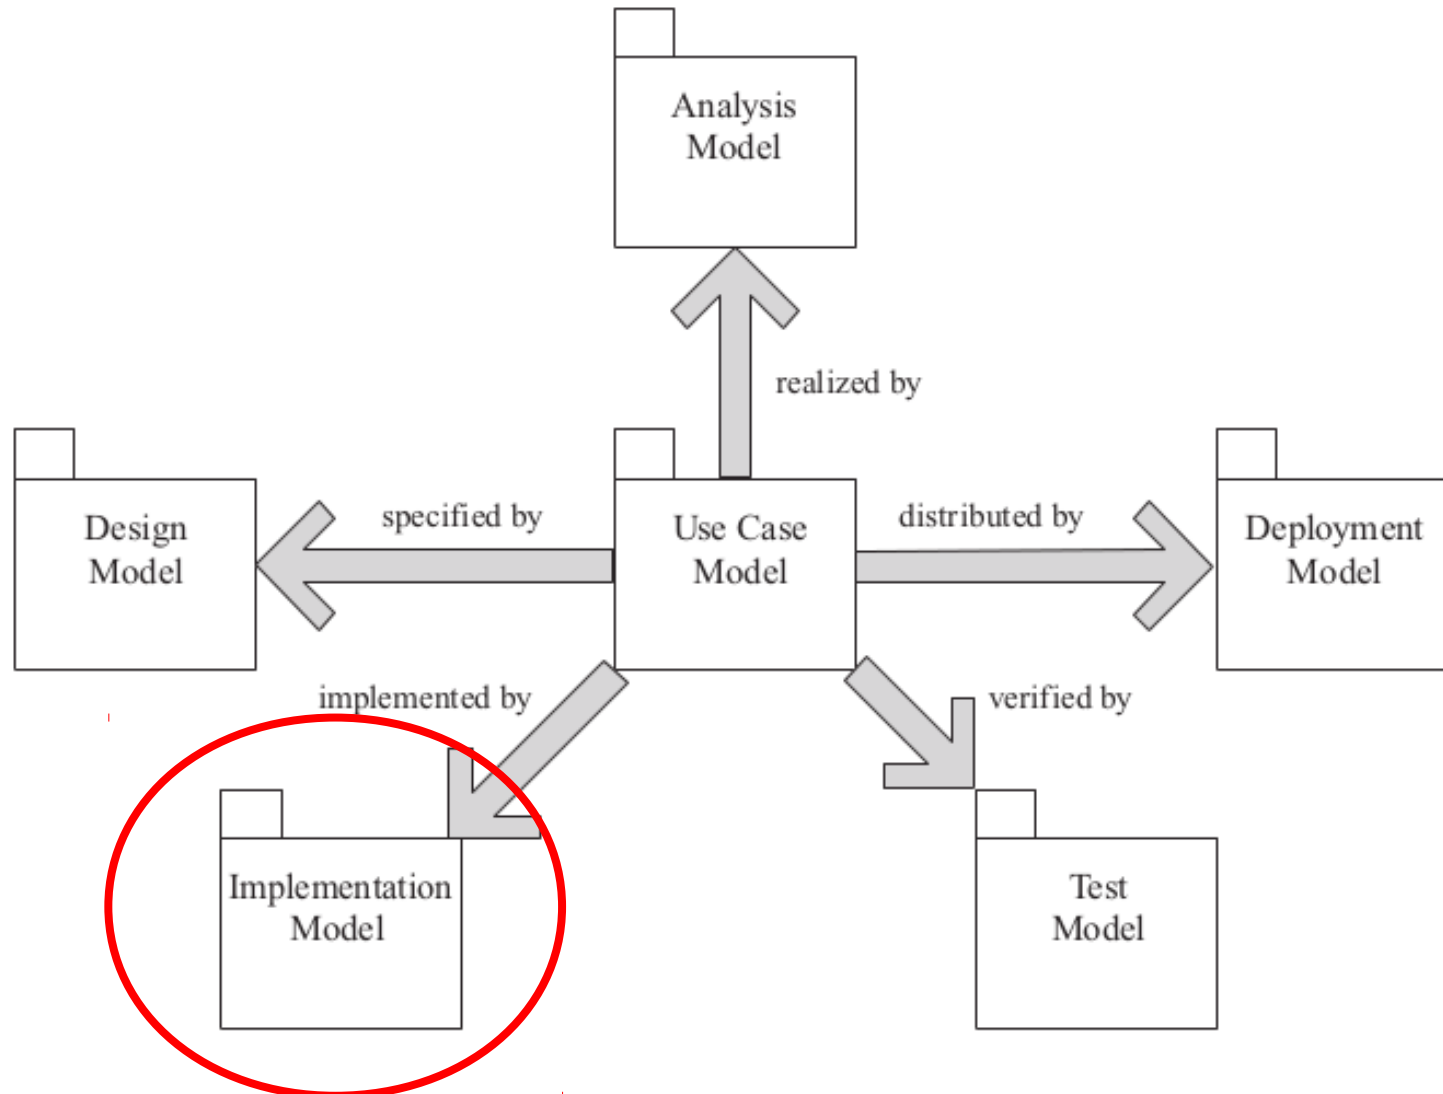 Analysis
Model
realized by
Design
Model
specified by
Use Case
Model
distributed by
Deployment
Model
implemented by
verified by
Implementation
Model
Test
Model